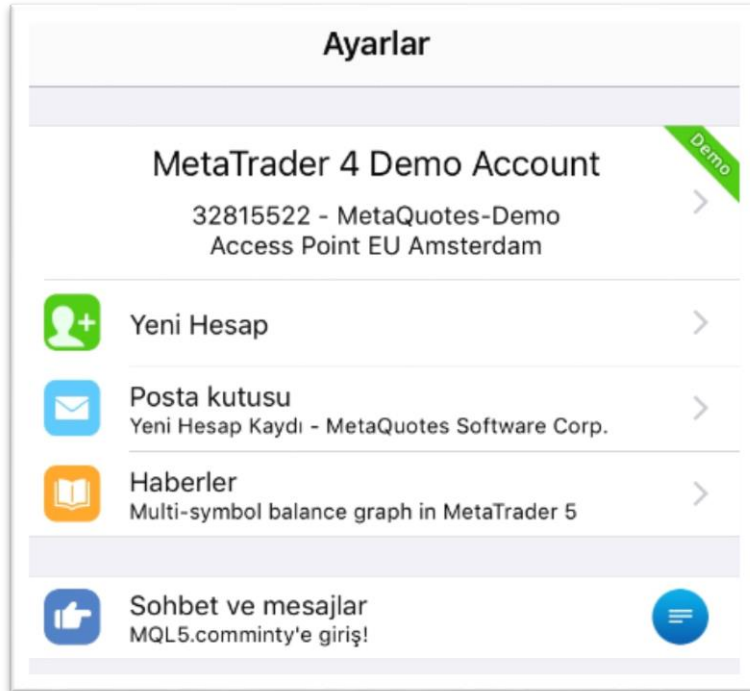 Ayarlar
Demo
MetaTrader 4 Demo Account
32815522 - MetaQuotes-Demo
Access Point EU Amsterdam
Yeni Hesap
Posta kutusu
Yeni Hesap Kaydı - MetaQuotes Software Corp.
Haberler
Multi-symbol balance graph in MetaTrader 5
Sohbet ve mesajlar
MQL5.comminty'e giriş!